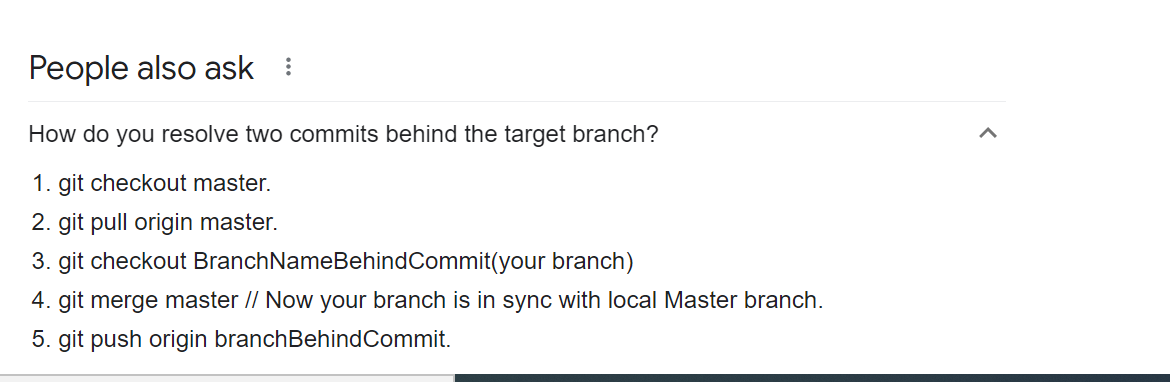 People also ask
How do you resolve two commits behind the target branch?
1. git checkout master.
2. git pull origin master.
3. git checkout BranchNameBehindCommit(your branch)
4. git merge master // Now your branch is in sync with local Master branch.
5. git push origin branchBehindCommit.